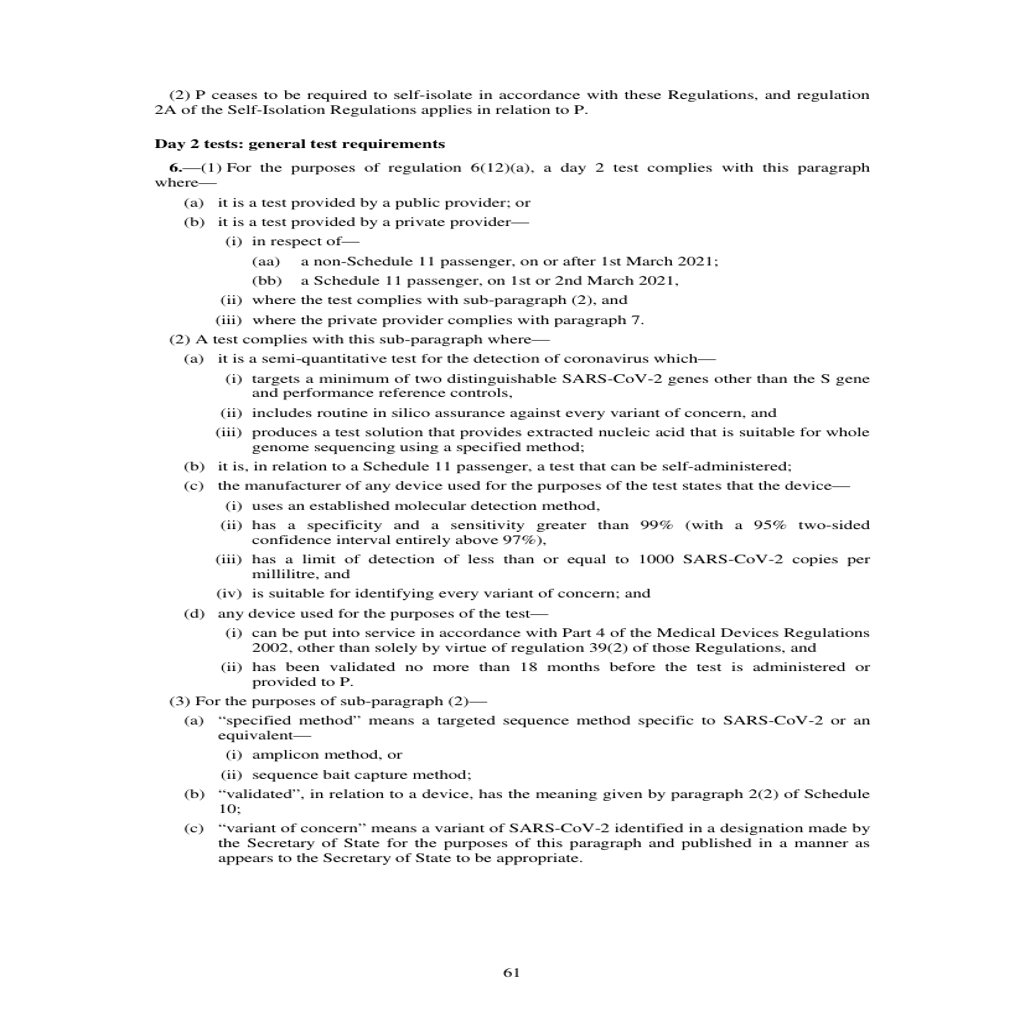 (2) P ceases to be required to self-isolate in accordance with these Regulations, and regulation
2A of the Self-Isolation Regulations applies in relation to P.
Day 2 tests: general test requirements
6.—(1) For the purposes of regulation 6(12)(a), a day 2 test complies with this paragraph
where—
(a) it is a test provided by a public provider; or
(b) it is a test provided by a private provider—
(i) in respect of—
(aa) a non-Schedule 11 passenger, on or after 1st March 2021;
(bb) a Schedule 11 passenger, on 1st or 2nd March 2021,
(ii) where the test complies with sub-paragraph (2), and
(iii) where the private provider complies with paragraph 7.
(2) A test complies with this sub-paragraph where—
(a) it is a semi-quantitative test for the detection of coronavirus which—
(i) targets a minimum of two distinguishable SARS-CoV-2 genes other than the S gene
and performance reference controls,
(ii) includes routine in silico assurance against every variant of concern, and
(iii) produces a test solution that provides extracted nucleic acid that is suitable for whole
genome sequencing using a specified method;
(b) it is, in relation to a Schedule 11 passenger, a test that can be self-administered;
(c) the manufacturer of any device used for the purposes of the test states that the device—
(i) uses an established molecular detection method,
(ii) has a specificity and a sensitivity greater than 99% (with a 95% two-sided
confidence interval entirely above 97%),
(iii) has a limit of detection of less than or equal to 1000 SARS-CoV-2 copies per
millilitre, and
(iv) is suitable for identifying every variant of concern; and
(d) any device used for the purposes of the test—
(i) can be put into service in accordance with Part 4 of the Medical Devices Regulations
2002, other than solely by virtue of regulation 39(2) of those Regulations, and
(ii) has been validated no more than 18 months before the test is administered or
provided to P.
(3) For the purposes of sub-paragraph (2)—
(a) “specified method” means a targeted sequence method specific to SARS-CoV-2 or an
equivalent—
(i) amplicon method, or
(ii) sequence bait capture method;
(b) “validated”, in relation to a device, has the meaning given by paragraph 2(2) of Schedule
10;
(c) “variant of concern” means a variant of SARS-CoV-2 identified in a designation made by
the Secretary of State for the purposes of this paragraph and published in a manner as
appears to the Secretary of State to be appropriate.
61